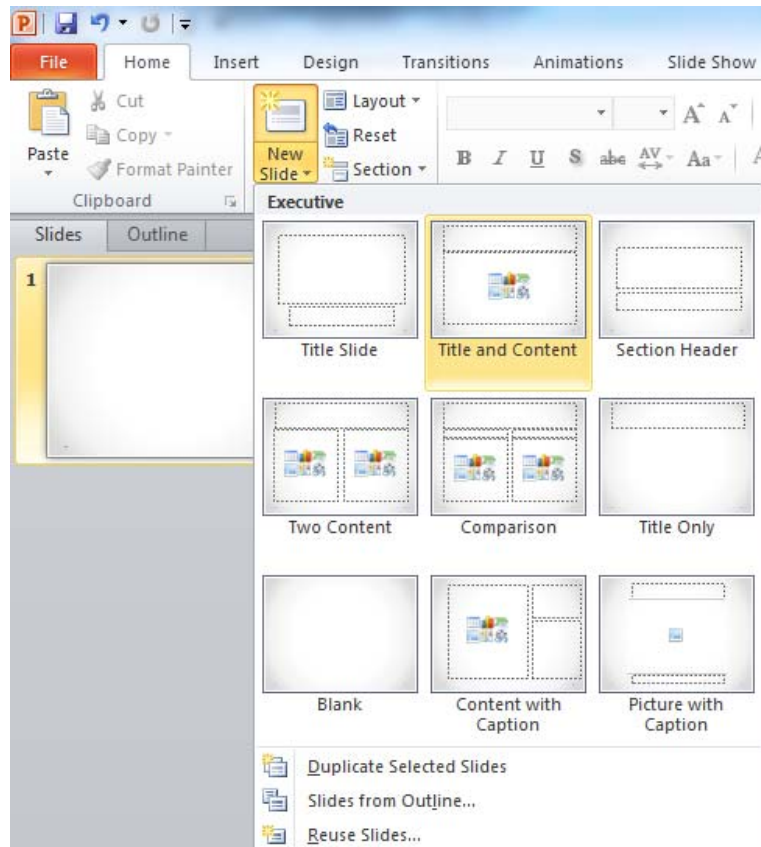 P
File Home Insert Design Transitions Animations Slide Show
Cut
Copy
Format Painter
Paste
Clipboard
New
Slide
Layout
Reset
Section
B I U S abc AV Aa A
A A
Slides Outline
1
Executive
Title Slide Title and Content Section Header
Two Content Comparison Title Only
Blank Content with
Caption Picture with
Caption
Duplicate Selected Slides
Slides from Outline...
Reuse Slides...